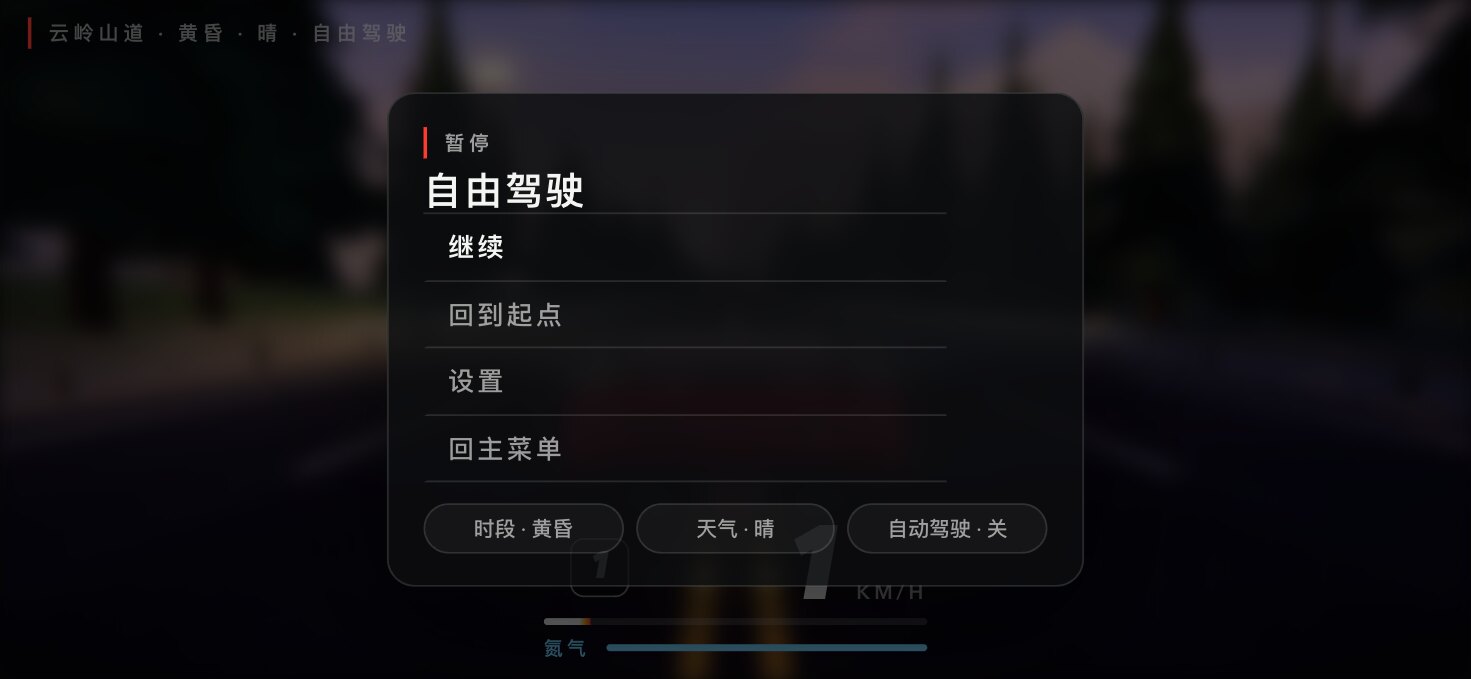 云岭山道 · 黄昏 · 晴 · 自由驾驶
暂停
自由驾驶
继续
回到起点
设置
回主菜单
时段 · 黄昏
天气 · 晴
自动驾驶 · 关
1
1 KM/H
氮气